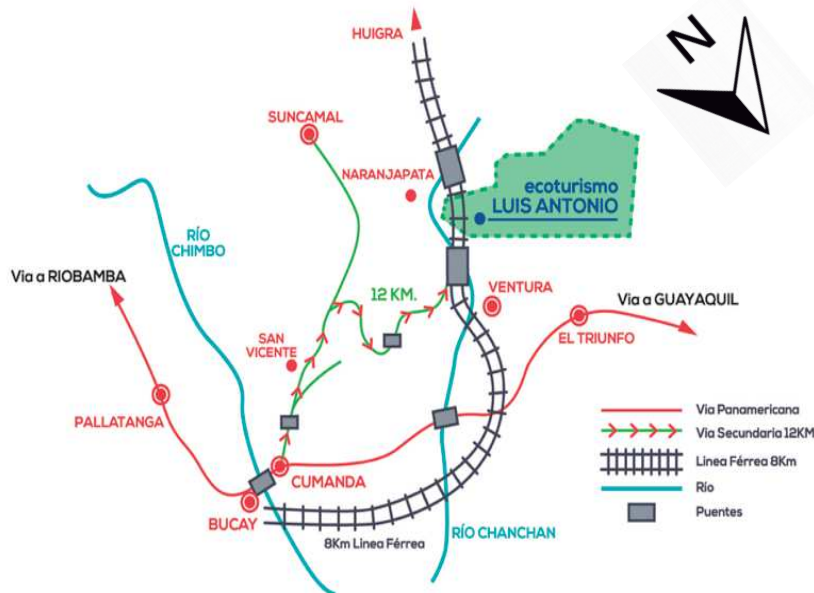 HUIGRA
N
SUNCAMAL
NARANJAPATA
ecoturismo
LUIS ANTONIO
RÍO
CHIMBO
Via a RIOBAMBA
12 KM.
VENTURA
Via a GUAYAQUIL
EL TRIUNFO
SAN
VICENTE
PALLATANGA
CUMANDA
BUCAY
8Km Linea Férrea
RÍO CHANCHAN
Via Panamericana
Via Secundaria 12KM
Linea Férrea 8Km
Río
Puentes